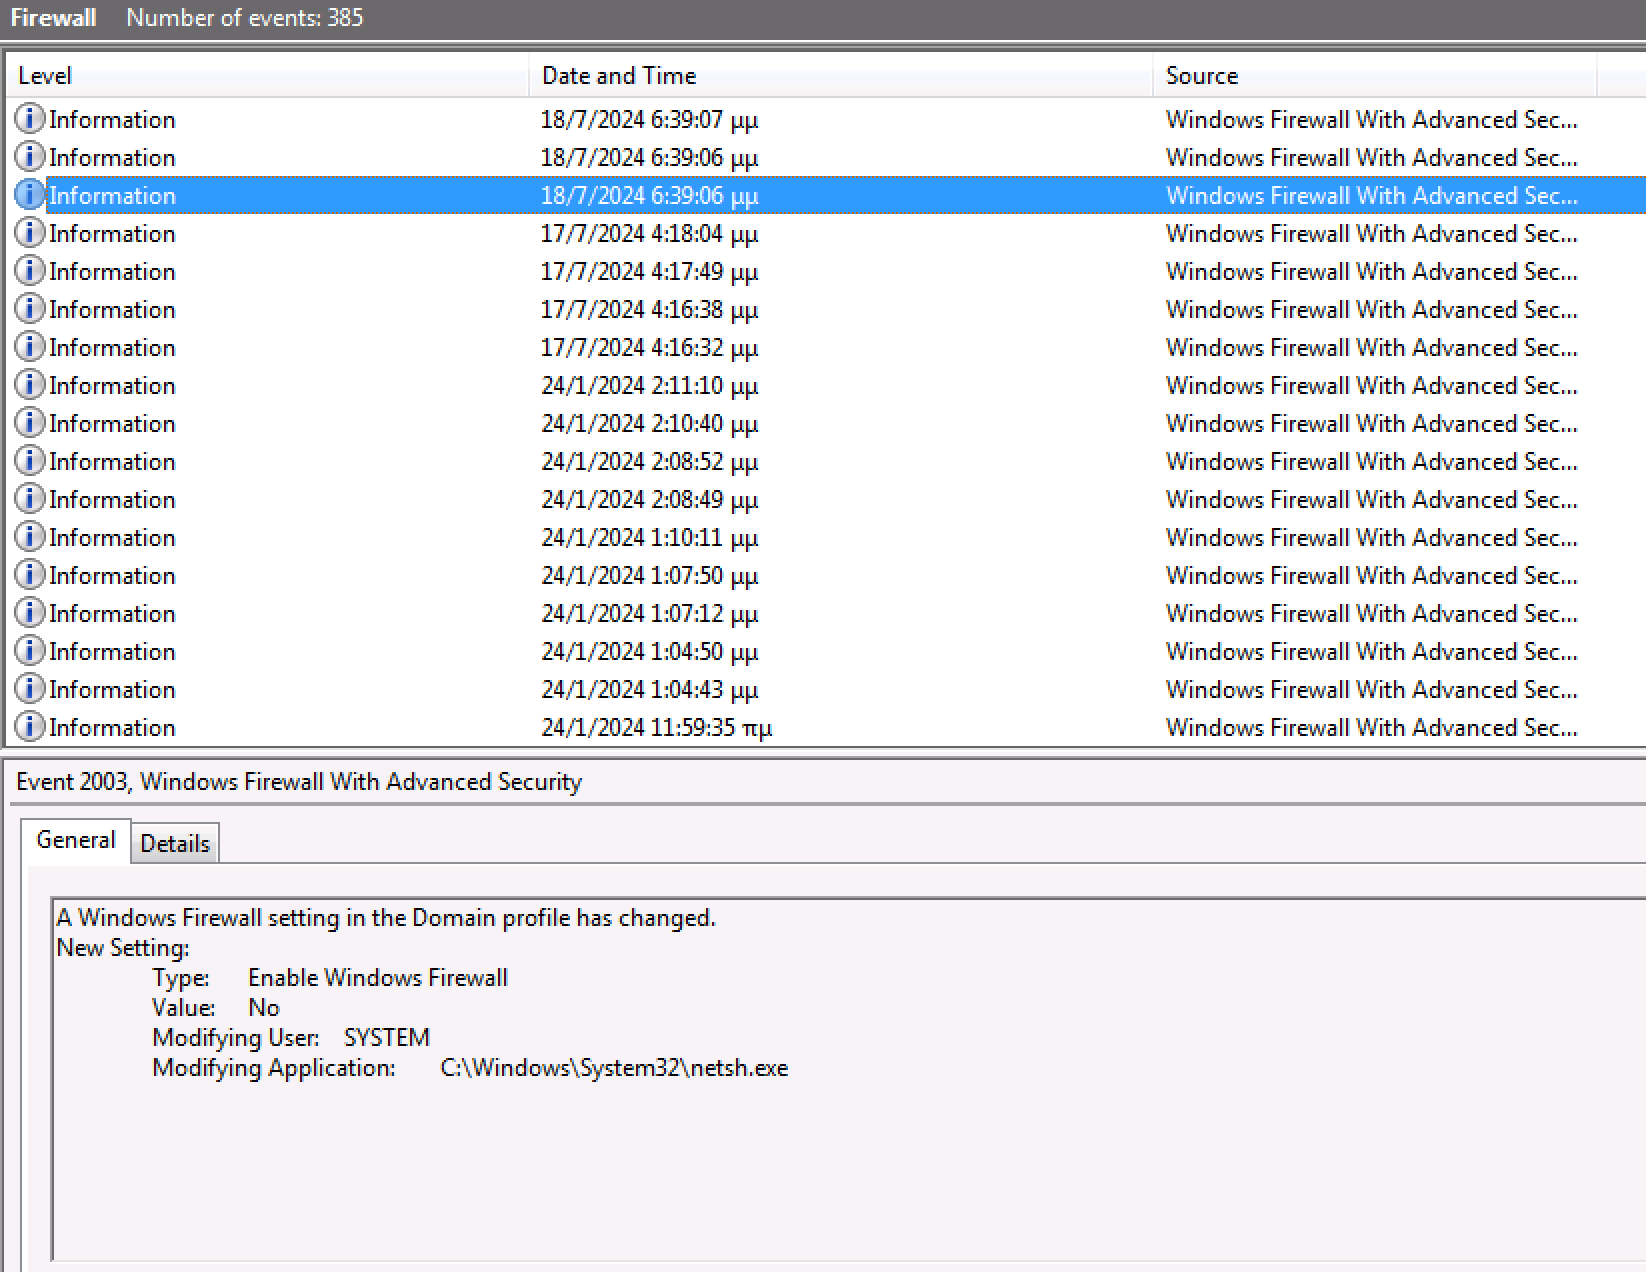 Firewall Number of events: 385
Level Date and Time Source
Information 18/7/2024 6:39:07 μμ Windows Firewall With Advanced Sec...
Information 18/7/2024 6:39:06 μμ Windows Firewall With Advanced Sec...
Information 18/7/2024 6:39:06 μμ Windows Firewall With Advanced Sec...
Information 17/7/2024 4:18:04 μμ Windows Firewall With Advanced Sec...
Information 17/7/2024 4:17:49 μμ Windows Firewall With Advanced Sec...
Information 17/7/2024 4:16:38 μμ Windows Firewall With Advanced Sec...
Information 17/7/2024 4:16:32 μμ Windows Firewall With Advanced Sec...
Information 24/1/2024 2:11:10 μμ Windows Firewall With Advanced Sec...
Information 24/1/2024 2:10:40 μμ Windows Firewall With Advanced Sec...
Information 24/1/2024 2:08:52 μμ Windows Firewall With Advanced Sec...
Information 24/1/2024 2:08:49 μμ Windows Firewall With Advanced Sec...
Information 24/1/2024 1:10:11 μμ Windows Firewall With Advanced Sec...
Information 24/1/2024 1:07:50 μμ Windows Firewall With Advanced Sec...
Information 24/1/2024 1:07:12 μμ Windows Firewall With Advanced Sec...
Information 24/1/2024 1:04:50 μμ Windows Firewall With Advanced Sec...
Information 24/1/2024 1:04:43 μμ Windows Firewall With Advanced Sec...
Information 24/1/2024 11:59:35 πμ Windows Firewall With Advanced Sec...
Event 2003, Windows Firewall With Advanced Security
General Details
A Windows Firewall setting in the Domain profile has changed.
New Setting:
Type: Enable Windows Firewall
Value: No
Modifying User: SYSTEM
Modifying Application: C:\Windows\System32\netsh.exe